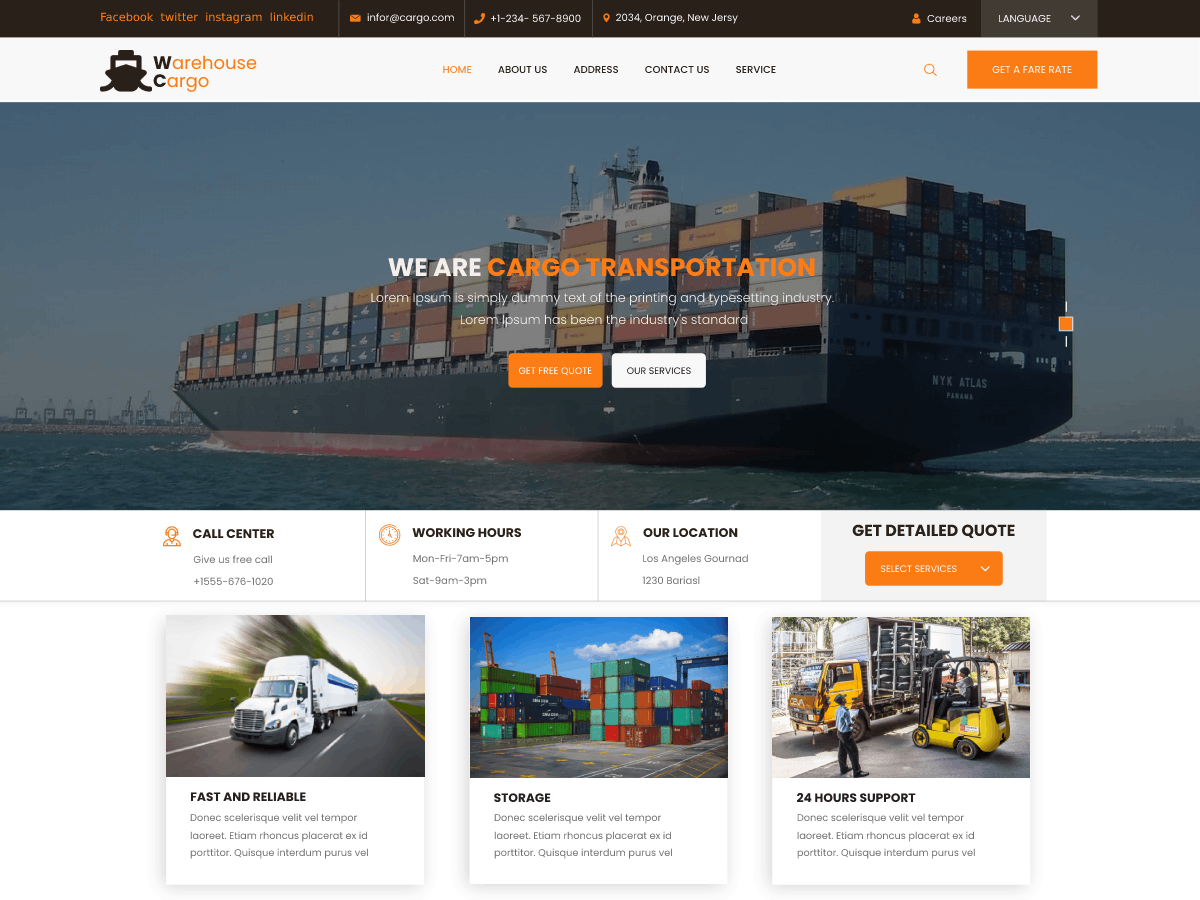 Facebook twitter instagram linkedin
infor@cargo.com
+1-234- 567-8900
2034, Orange, New Jersy
Careers
LANGUAGE
Warehouse
Cargo
HOME
ABOUT US
ADDRESS
CONTACT US
SERVICE
GET A FARE RATE
WE ARE CARGO TRANSPORTATION
Lorem Ipsum is simply dummy text of the printing and typesetting industry.
Lorem Ipsum has been the industry's standard
GET FREE QUOTE
OUR SERVICES
NYK ATLAS
PANAMA
CALL CENTER
Give us free call
+1555-676-1020
WORKING HOURS
Mon-Fri-7am-5pm
Sat-9am-3pm
OUR LOCATION
Los Angeles Gournad
1230 Bariasl
GET DETAILED QUOTE
SELECT SERVICES
FAST AND RELIABLE
Donec scelerisque velit vel tempor
laoreet. Etiam rhoncus placerat ex id
porttitor. Quisque interdum purus vel
STORAGE
Donec scelerisque velit vel tempor
laoreet. Etiam rhoncus placerat ex id
porttitor. Quisque interdum purus vel
24 HOURS SUPPORT
Donec scelerisque velit vel tempor
laoreet. Etiam rhoncus placerat ex id
porttitor. Quisque interdum purus vel